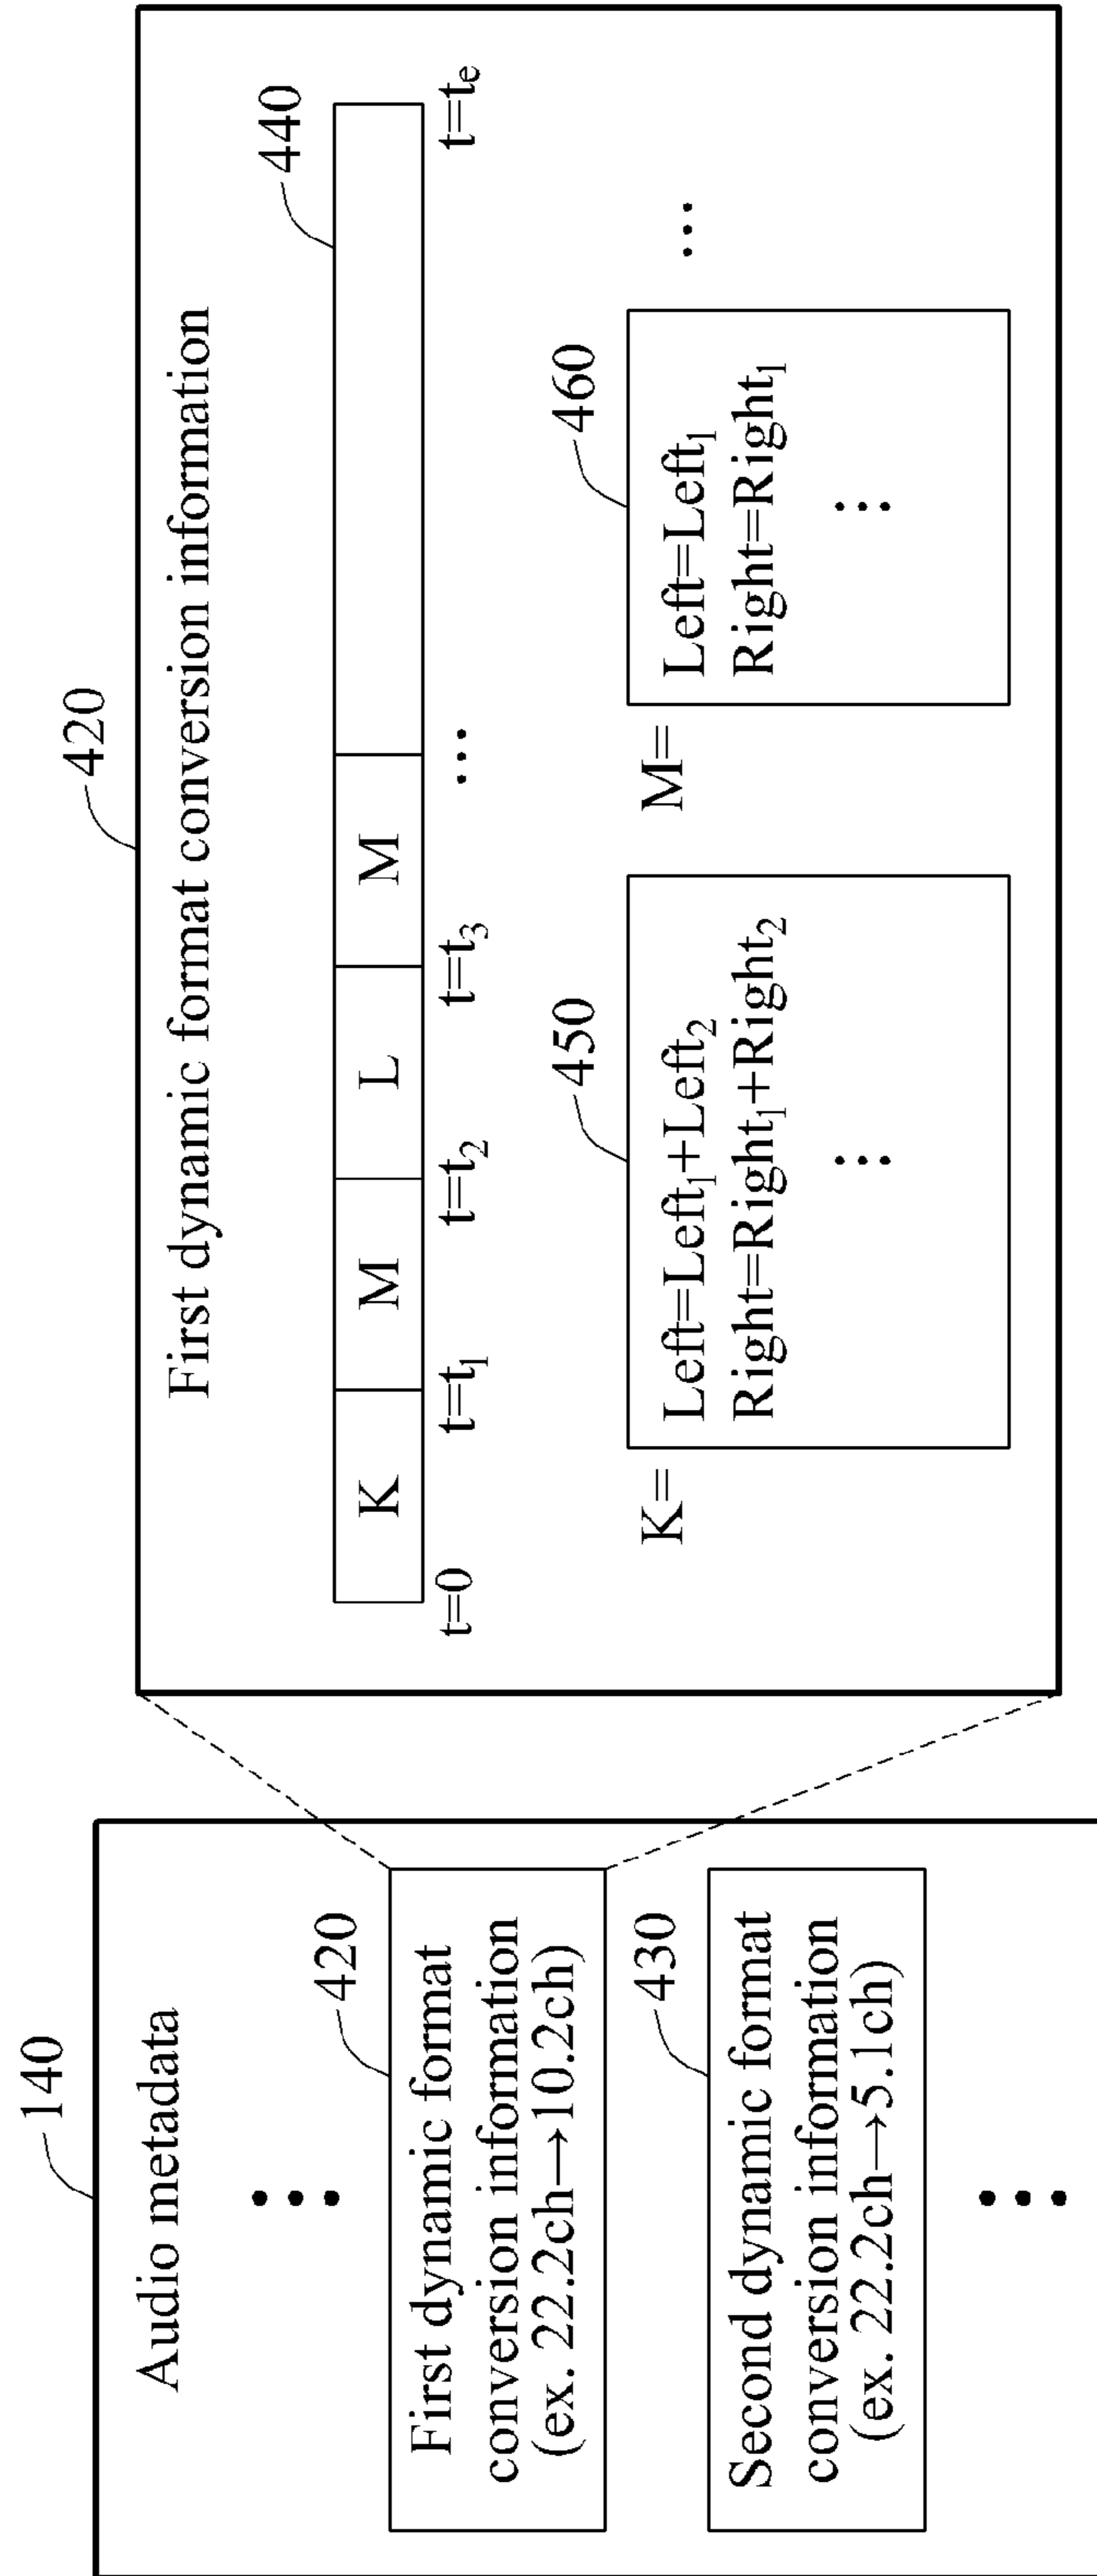 140
Audio metadata
⋮
420
First dynamic format
conversion information
(ex. 22.2ch→10.2ch)
430
Second dynamic format
conversion information
(ex. 22.2ch→5.1ch)
⋮
420
First dynamic format conversion information
440
K M L M
t=0 t=t₁ t=t₂ t=t₃ ... t=tₑ
K=
450
Left=Left₁+Left₂
Right=Right₁+Right₂
⋮
M=
460
Left=Left₁
Right=Right₁
⋮
...